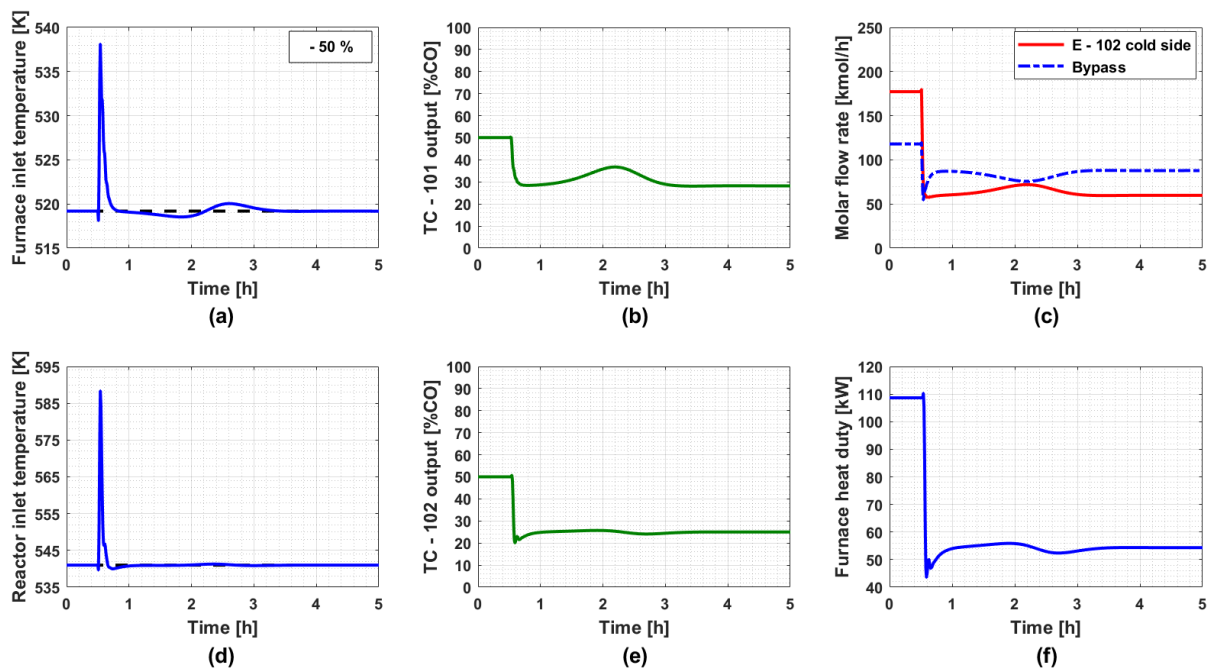 Furnace inlet temperature [K]
540
535
530
525
520
515
- 50 %
0 1 2 3 4 5
Time [h]
(a)
TC - 101 output [%CO]
100
90
80
70
60
50
40
30
20
10
0
0 1 2 3 4 5
Time [h]
(b)
Molar flow rate [kmol/h]
250
200
150
100
50
0
E - 102 cold side
Bypass
0 1 2 3 4 5
Time [h]
(c)
Reactor inlet temperature [K]
595
585
575
565
555
545
535
0 1 2 3 4 5
Time [h]
(d)
TC - 102 output [%CO]
100
90
80
70
60
50
40
30
20
10
0
0 1 2 3 4 5
Time [h]
(e)
Furnace heat duty [kW]
120
110
100
90
80
70
60
50
40
0 1 2 3 4 5
Time [h]
(f)